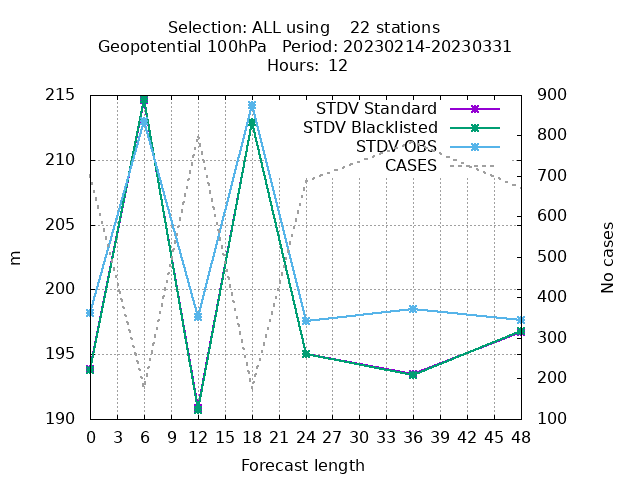 Selection: ALL using    22 stations
Geopotential 100hPa   Period: 20230214-20230331
Hours: 12
STDV Standard
STDV Blacklisted
STDV OBS
CASES
m
215
210
205
200
195
190
No cases
900
800
700
600
500
400
300
200
100
0 3 6 9 12 15 18 21 24 27 30 33 36 39 42 45 48
Forecast length